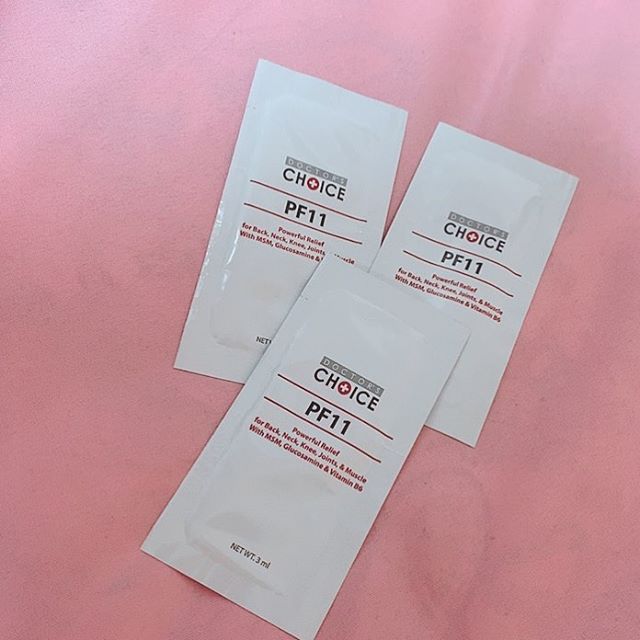 DOCTOR'S
CHOICE
PF11
Powerful Relief
for Back, Neck, Knee, Joints, & Muscle
With MSM, Glucosamine & Vitamin B6
NET WT. 3 ml
DOCTOR'S
CHOICE
PF11
Powerful Relief
for Back, Neck, Knee, Joints, & Muscle
With MSM, Glucosamine &
NET
DOCTOR'S
CHOICE
PF11
Powerful Relief
for Back, Neck, Knee, Joints, & Muscle
With MSM, Glucosamine & Vitamin B6